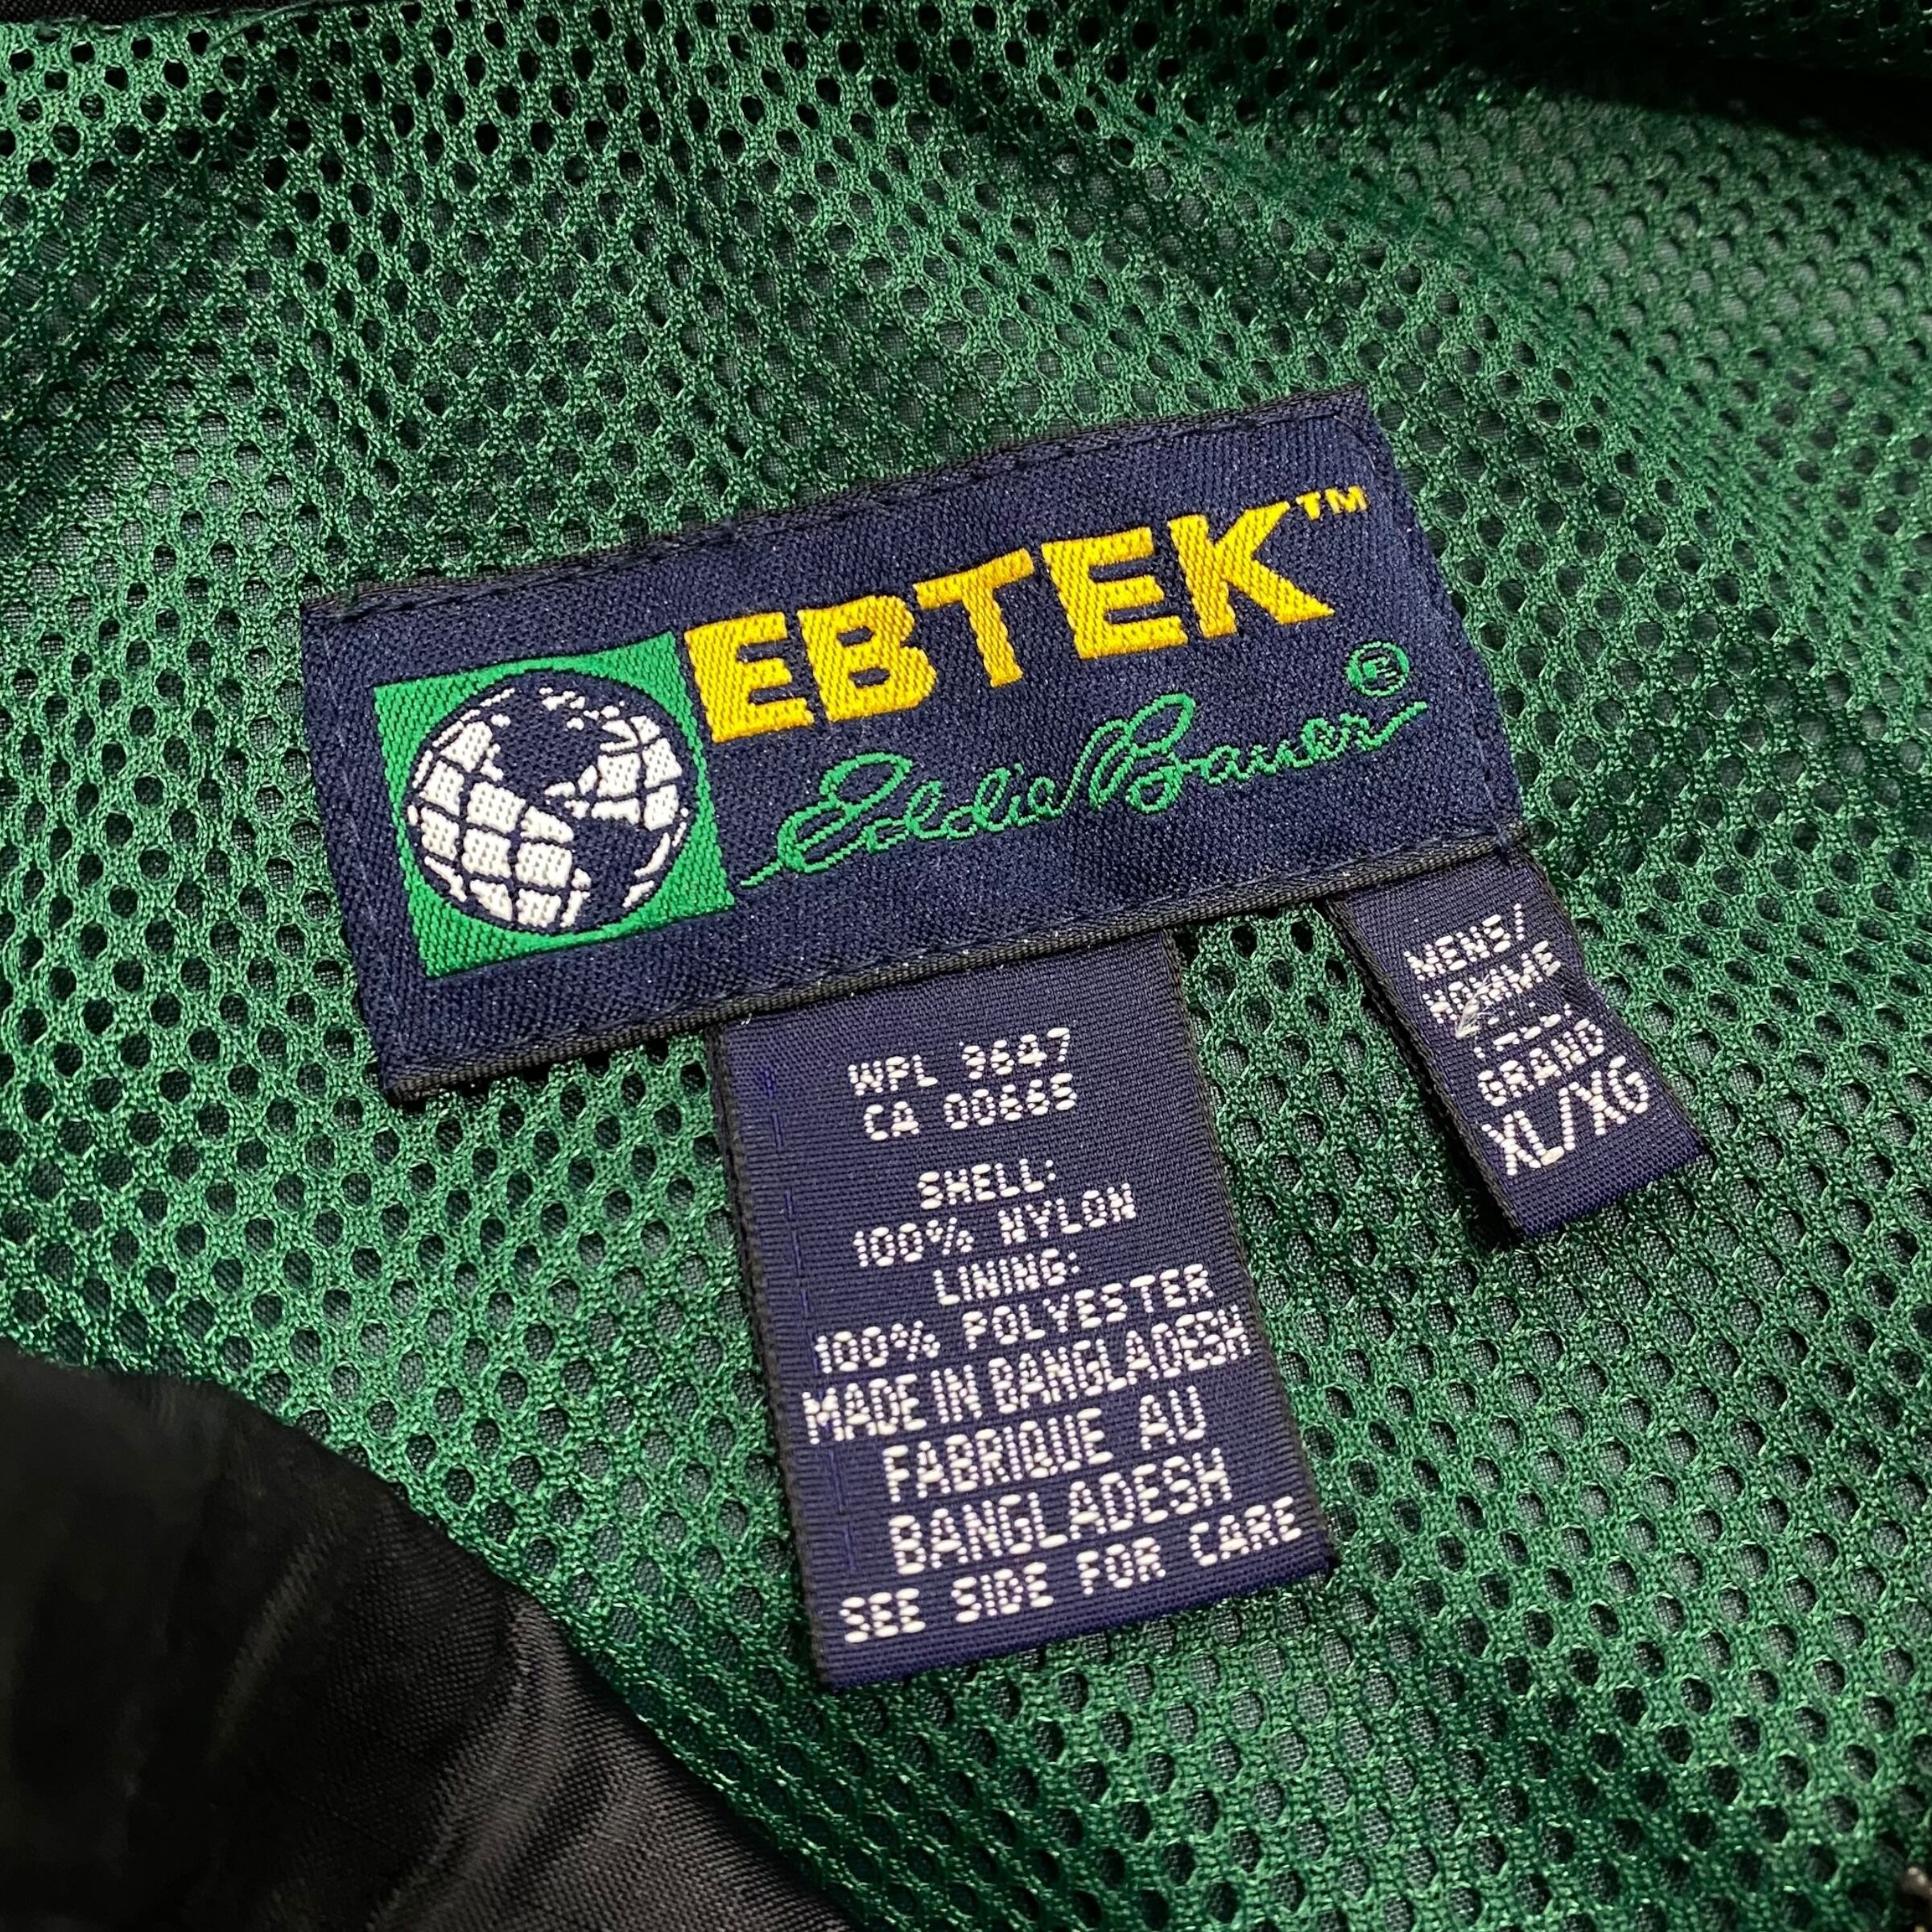 EBTEK™
Eddie Bauer®
WPL 9647
CA 00665
SHELL:
100% NYLON
LINING:
100% POLYESTER
MADE IN BANGLADESH
FABRIQUE AU
BANGLADESH
SEE SIDE FOR CARE
MENS/
HOMME
GRAND
XL/XG